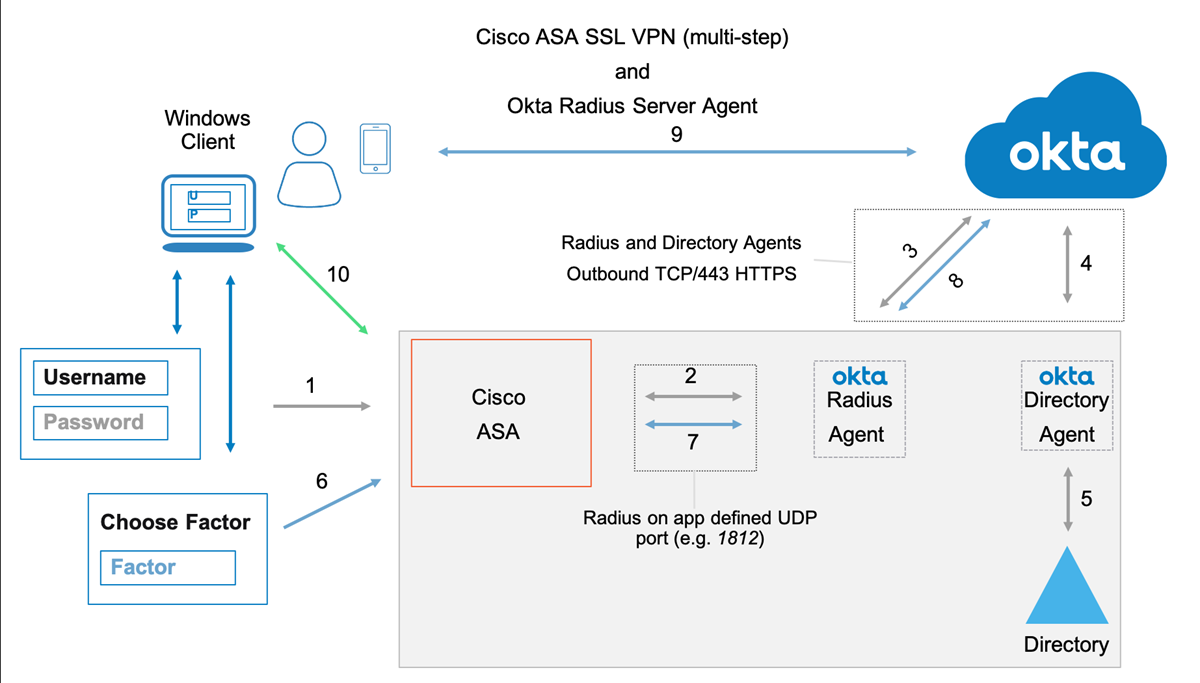 Cisco ASA SSL VPN (multi-step)
and
Okta Radius Server Agent
9
Windows
Client
U
P
okta
Radius and Directory Agents
Outbound TCP/443 HTTPS
3
8
4
10
Username
Password
1
Cisco
ASA
2
7
okta
Radius
Agent
okta
Directory
Agent
6
Choose Factor
Factor
Radius on app defined UDP
port (e.g. 1812)
5
Directory